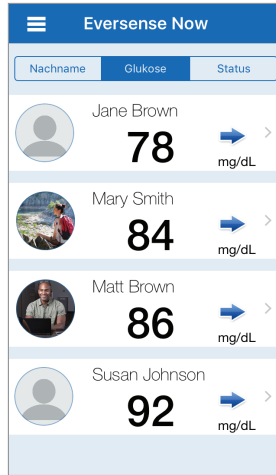 Eversense Now
Nachname Glukose Status
Jane Brown
78
mg/dL
Mary Smith
84
mg/dL
Matt Brown
86
mg/dL
Susan Johnson
92
mg/dL